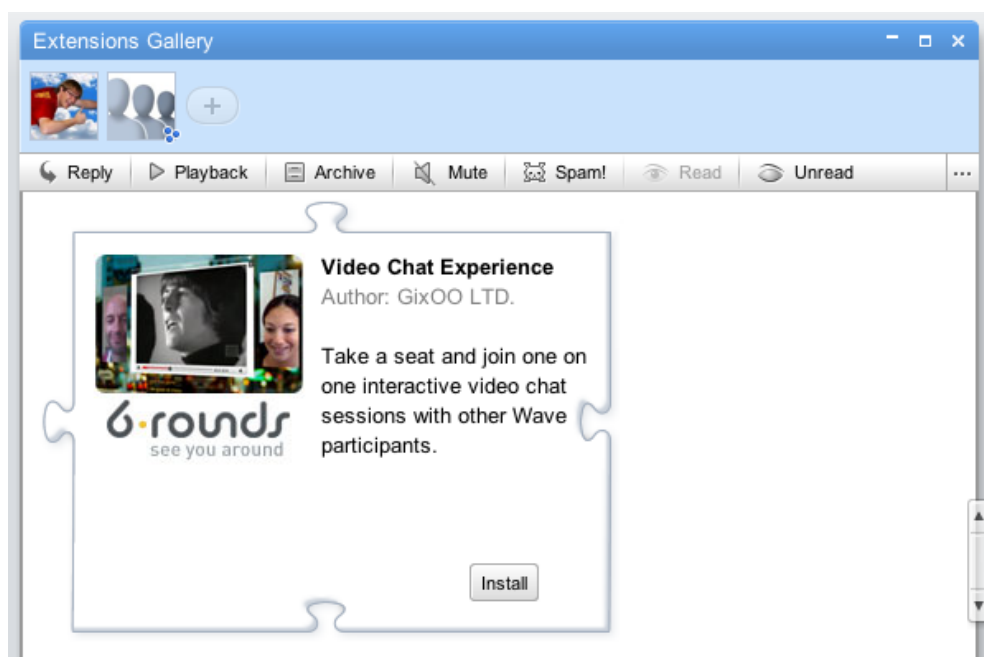 Extensions Gallery
Reply Playback Archive Mute Spam! Read Unread ...
Video Chat Experience
Author: GixOO LTD.
Take a seat and join one on
one interactive video chat
sessions with other Wave
participants.
6·rounds
see you around
Install